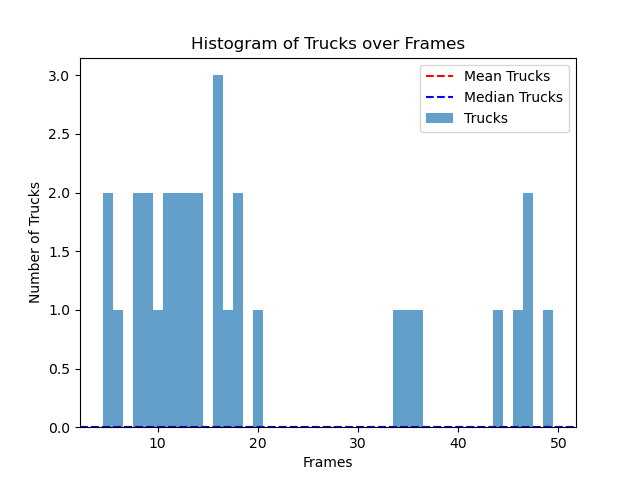 Histogram of Trucks over Frames
Mean Trucks
Median Trucks
Trucks
Number of Trucks
3.0
2.5
2.0
1.5
1.0
0.5
0.0
10 20 30 40 50
Frames